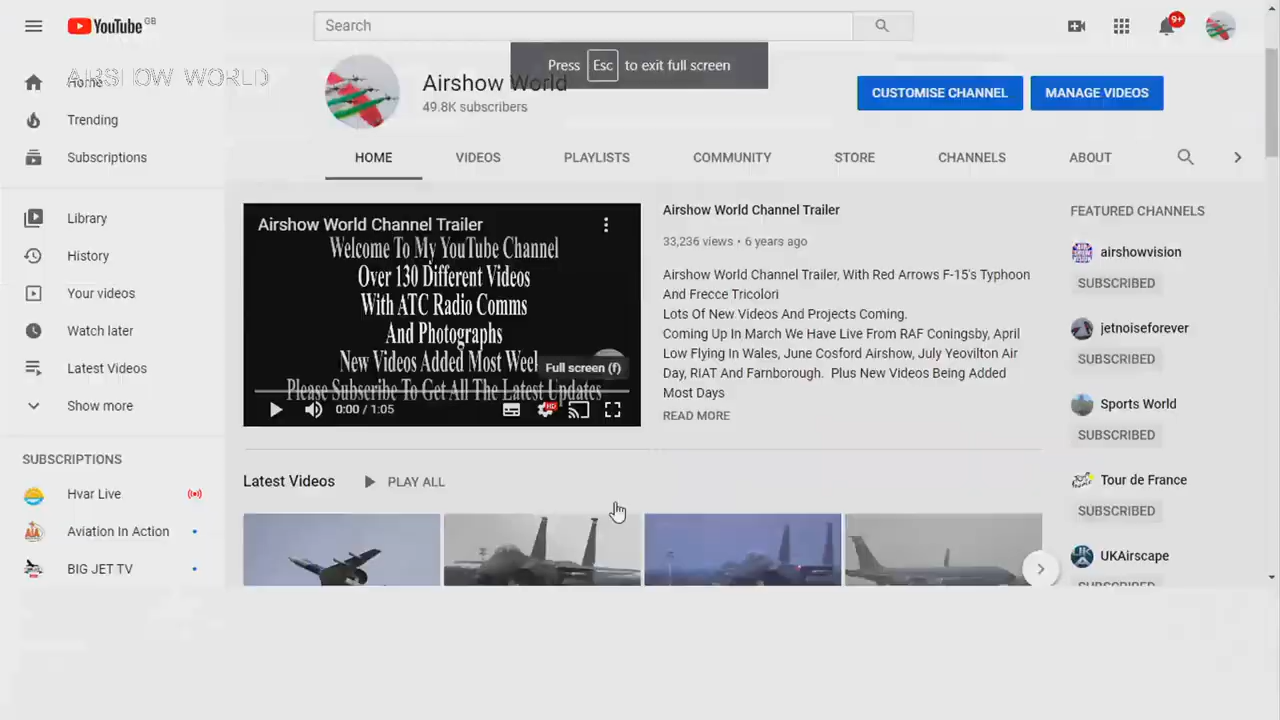 YouTube GB
Search
9+
Press Esc to exit full screen
AIRSHOW WORLD
Home
Trending
Subscriptions
Library
History
Your videos
Watch later
Latest Videos
Show more
SUBSCRIPTIONS
Hvar Live
Aviation In Action
BIG JET TV
Airshow World
49.8K subscribers
CUSTOMISE CHANNEL
MANAGE VIDEOS
HOME
VIDEOS
PLAYLISTS
COMMUNITY
STORE
CHANNELS
ABOUT
Airshow World Channel Trailer
Welcome To My YouTube Channel
Over 130 Different Videos
With ATC Radio Comms
And Photographs
New Videos Added Most Weel
Full screen (f)
Please Subscribe To Get All The Latest Updates
0:00 / 1:05
HD
Airshow World Channel Trailer
33,236 views • 6 years ago
Airshow World Channel Trailer, With Red Arrows F-15's Typhoon
And Frecce Tricolori
Lots Of New Videos And Projects Coming.
Coming Up In March We Have Live From RAF Coningsby, April
Low Flying In Wales, June Cosford Airshow, July Yeovilton Air
Day, RIAT And Farnborough. Plus New Videos Being Added
Most Days
READ MORE
Latest Videos
PLAY ALL
FEATURED CHANNELS
airshowvision
SUBSCRIBED
jetnoiseforever
SUBSCRIBED
Sports World
SUBSCRIBED
Tour de France
SUBSCRIBED
UKAirscape
SUBSCRIBED